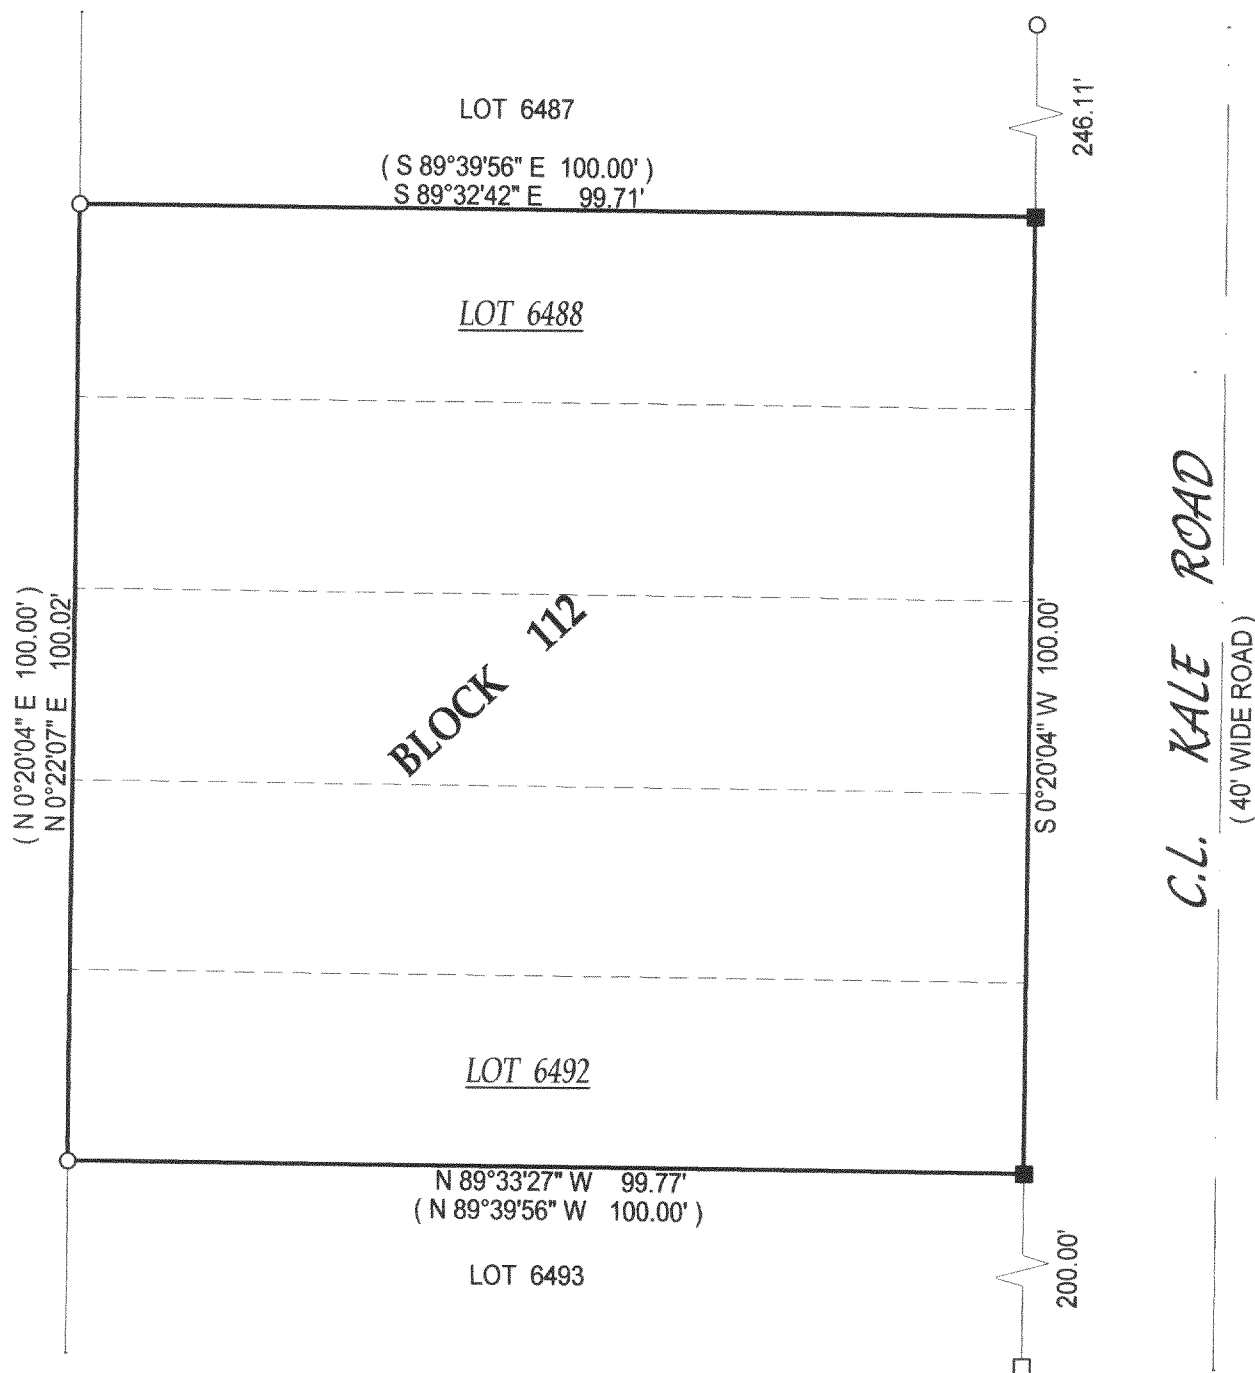 246.11'
LOT 6487
( S 89°39'56" E 100.00' )
S 89°32'42" E 99.71'
LOT 6488
( N 0°20'04" E 100.00' )
N 0°22'07" E 100.02'
BLOCK 112
S 0°20'04" W 100.00'
C.L. KALE ROAD
( 40' WIDE ROAD )
LOT 6492
N 89°33'27" W 99.77'
( N 89°39'56" W 100.00' )
LOT 6493
200.00'